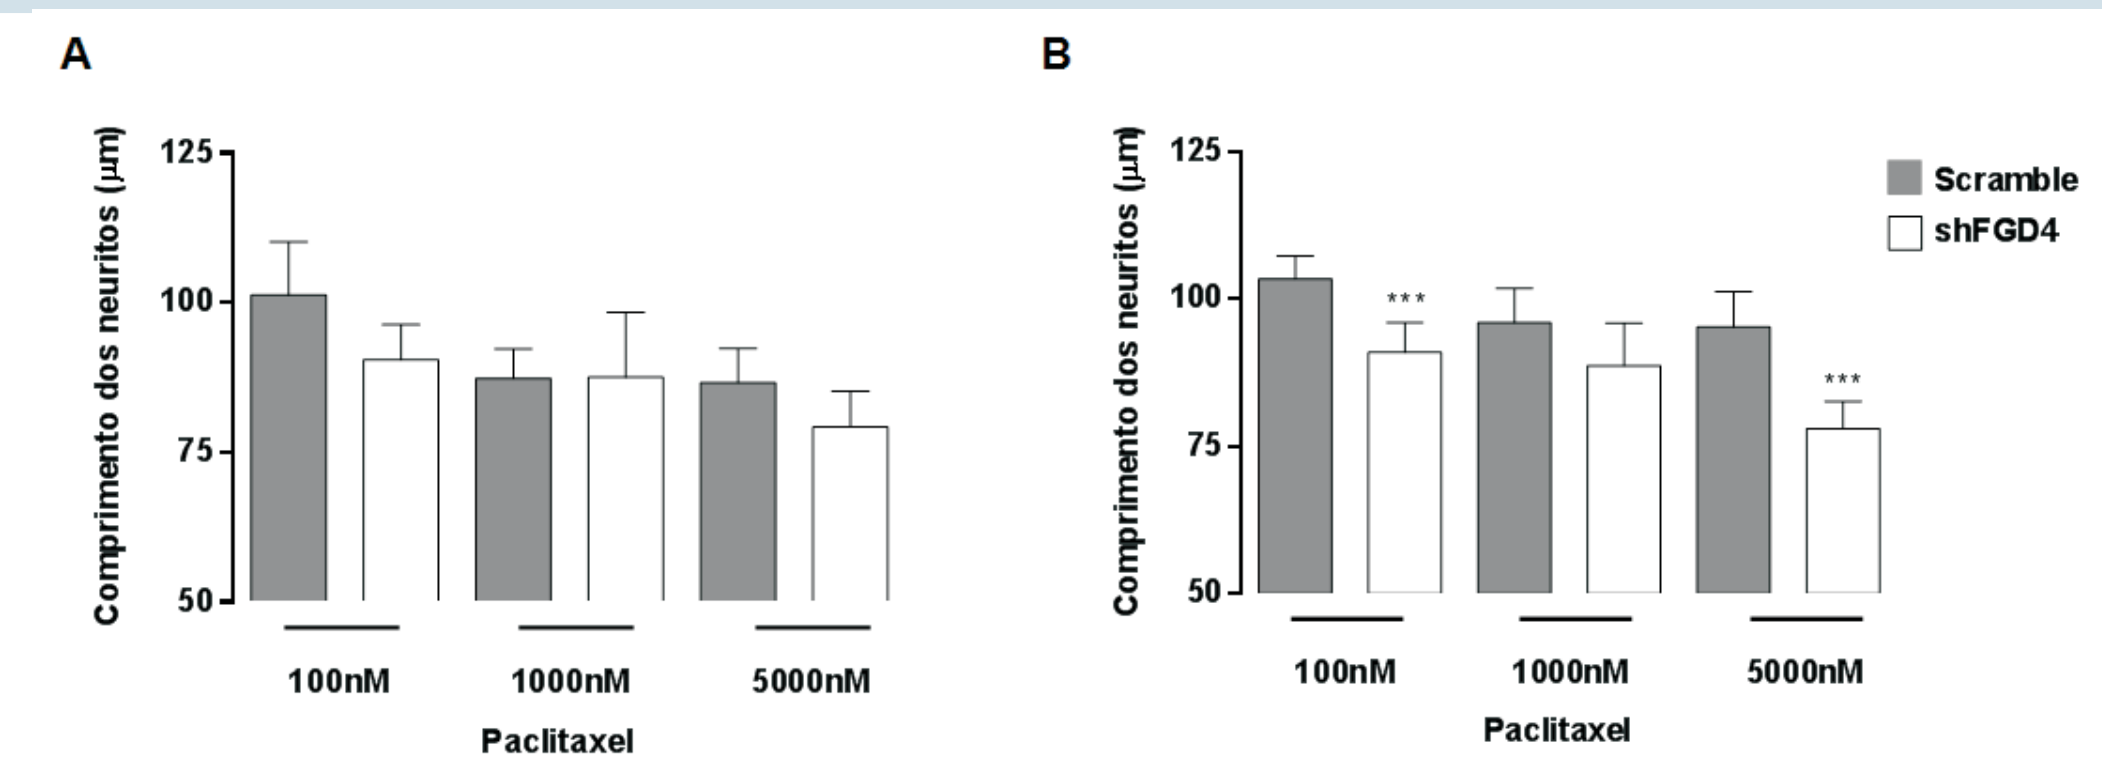 A
Comprimento dos neuritos (μm)
125
100
75
50
100nM 1000nM 5000nM
Paclitaxel
B
Comprimento dos neuritos (μm)
125
100
75
50
***
***
100nM 1000nM 5000nM
Paclitaxel
Scramble
shFGD4